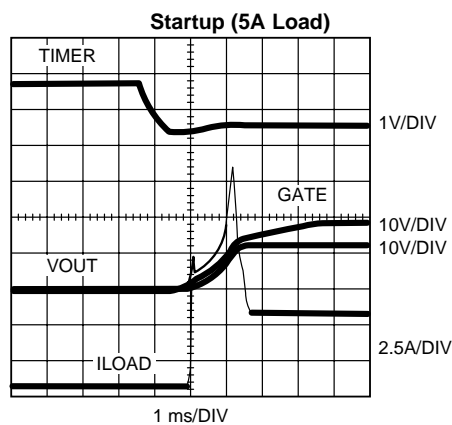 Startup (5A Load)
TIMER
1V/DIV
GATE
10V/DIV
10V/DIV
VOUT
2.5A/DIV
ILOAD
1 ms/DIV